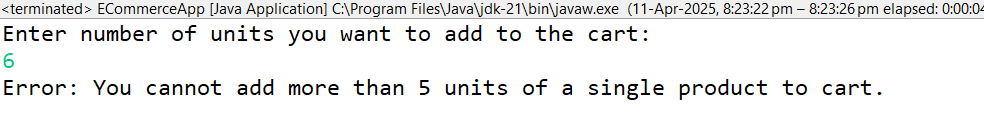 <terminated> ECommerceApp [Java Application] C:\Program Files\Java\jdk-21\bin\javaw.exe (11-Apr-2025, 8:23:22 pm – 8:23:26 pm elapsed: 0:00:04
Enter number of units you want to add to the cart:
6
Error: You cannot add more than 5 units of a single product to cart.